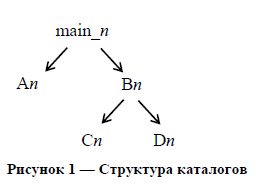 main_n
An
Bn
Cn
Dn
Рисунок 1 — Структура каталогов